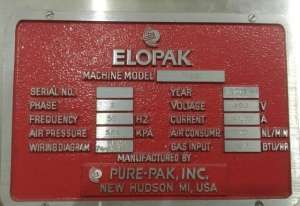 ELOPAK
MACHINE MODEL
SERIAL NO. YEAR
PHASE VOLTAGE V
FREQUENCY 50 HZ CURRENT A
AIR PRESSURE KPA AIR CONSUMP. NL/MIN
WIRING DIAGRAM GAS INPUT BTU/HR
MANUFACTURED BY
PURE-PAK, INC.
NEW HUDSON MI, USA